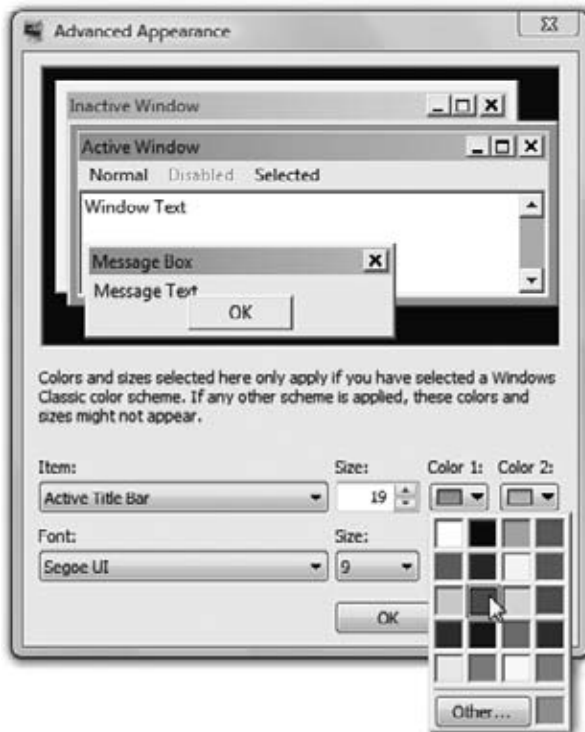 Advanced Appearance
Inactive Window
Active Window
Normal Disabled Selected
Window Text
Message Box
Message Text
OK
Colors and sizes selected here only apply if you have selected a Windows
Classic color scheme. If any other scheme is applied, these colors and
sizes might not appear.
Item: Size: Color 1: Color 2:
Active Title Bar 19
Font: Size:
Segoe UI 9
OK
Other...